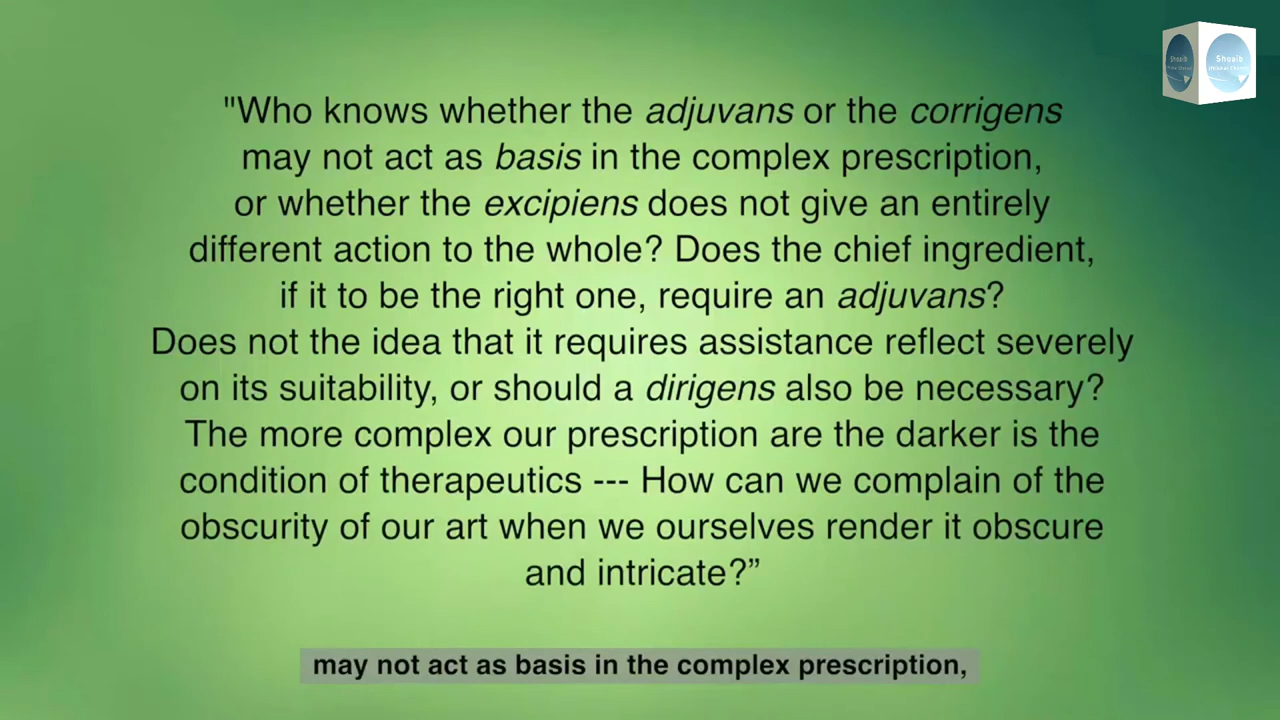 "Who knows whether the adjuvans or the corrigens
may not act as basis in the complex prescription,
or whether the excipiens does not give an entirely
different action to the whole? Does the chief ingredient,
if it to be the right one, require an adjuvans?
Does not the idea that it requires assistance reflect severely
on its suitability, or should a dirigens also be necessary?
The more complex our prescription are the darker is the
condition of therapeutics --- How can we complain of the
obscurity of our art when we ourselves render it obscure
and intricate?”
may not act as basis in the complex prescription,
Shoaib